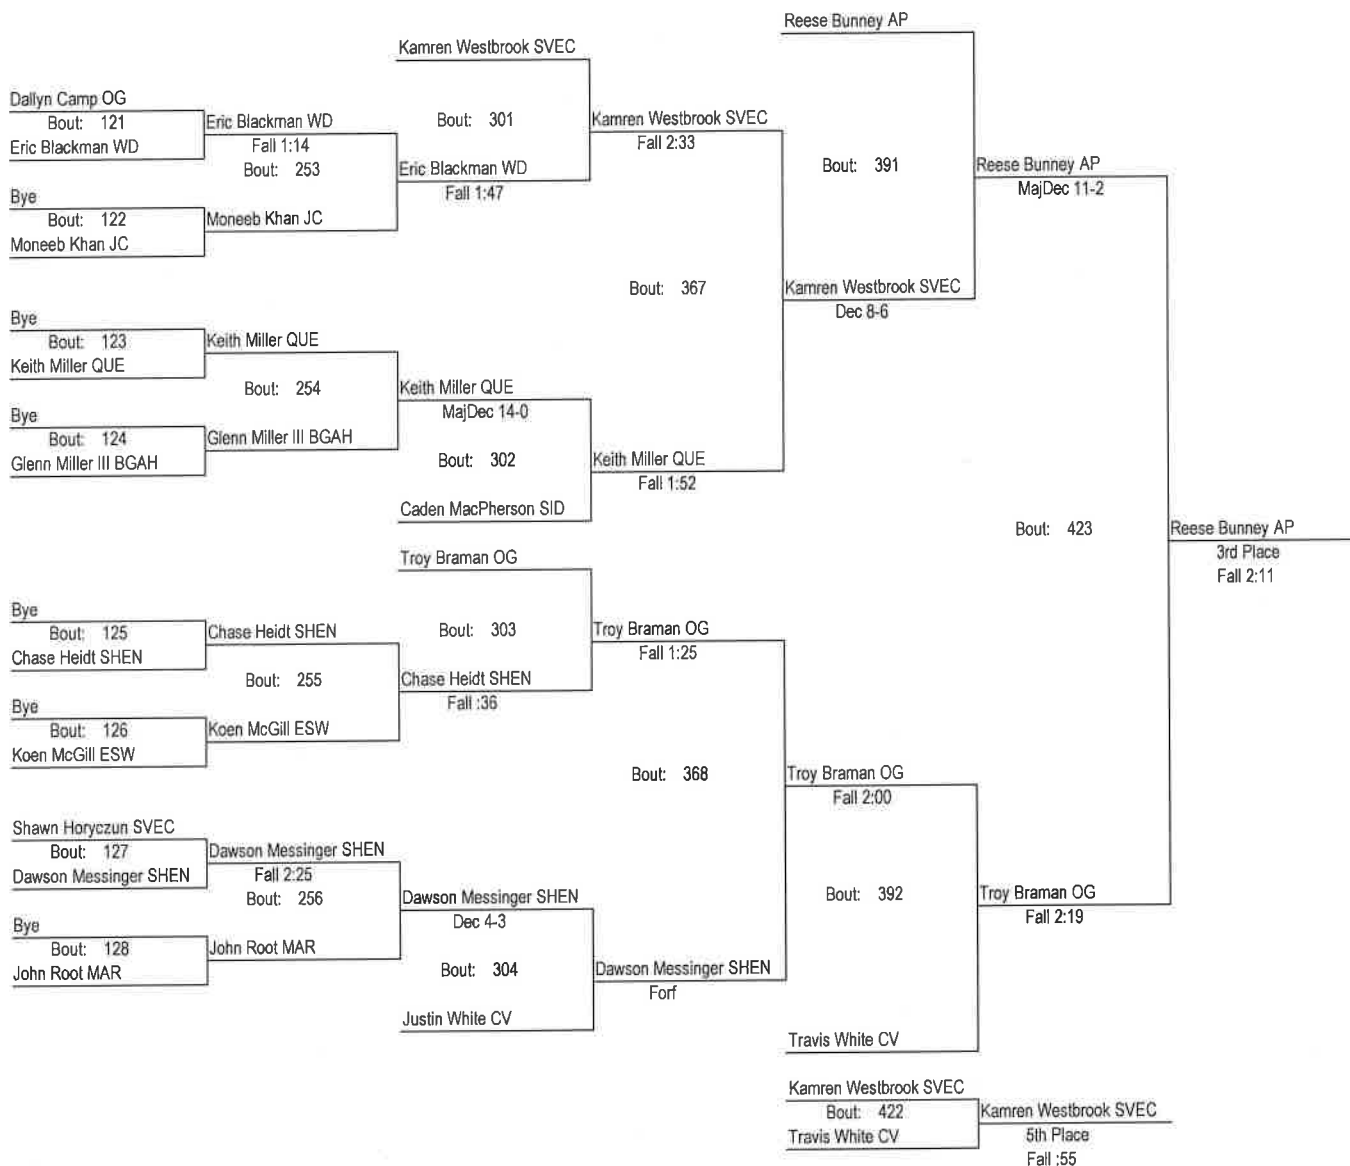 Reese Bunney AP
Kamren Westbrook SVEC
Dallyn Camp OG
Bout: 121
Eric Blackman WD
Eric Blackman WD
Fall 1:14
Bout: 253
Bye
Bout: 122
Moneeb Khan JC
Moneeb Khan JC
Bout: 301
Eric Blackman WD
Fall 1:47
Kamren Westbrook SVEC
Fall 2:33
Bout: 391
Reese Bunney AP
MajDec 11-2
Bout: 367
Kamren Westbrook SVEC
Dec 8-6
Bye
Bout: 123
Keith Miller QUE
Keith Miller QUE
Bout: 254
Bye
Bout: 124
Glenn Miller III BGAH
Glenn Miller III BGAH
Keith Miller QUE
MajDec 14-0
Bout: 302
Caden MacPherson SID
Keith Miller QUE
Fall 1:52
Bout: 423
Reese Bunney AP
3rd Place
Fall 2:11
Troy Braman OG
Bye
Bout: 125
Chase Heidt SHEN
Chase Heidt SHEN
Bout: 255
Bye
Bout: 126
Koen McGill ESW
Koen McGill ESW
Bout: 303
Chase Heidt SHEN
Fall :36
Troy Braman OG
Fall 1:25
Bout: 368
Troy Braman OG
Fall 2:00
Shawn Horyczun SVEC
Bout: 127
Dawson Messinger SHEN
Dawson Messinger SHEN
Fall 2:25
Bout: 256
Bye
Bout: 128
John Root MAR
John Root MAR
Dawson Messinger SHEN
Dec 4-3
Bout: 304
Justin White CV
Dawson Messinger SHEN
Forf
Bout: 392
Troy Braman OG
Fall 2:19
Travis White CV
Kamren Westbrook SVEC
Bout: 422
Travis White CV
Kamren Westbrook SVEC
5th Place
Fall :55